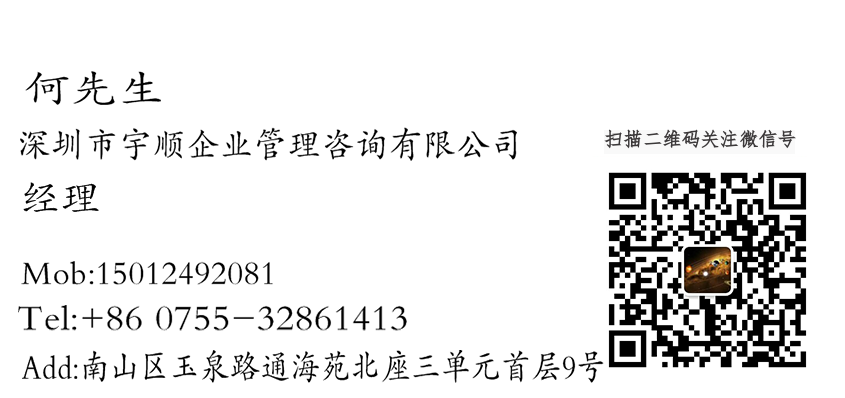 何先生
深圳市宇顺企业管理咨询有限公司
经理
扫描二维码关注微信号
Mob:15012492081
Tel:+86 0755-32861413
Add:南山区玉泉路通海苑北座三单元首层9号